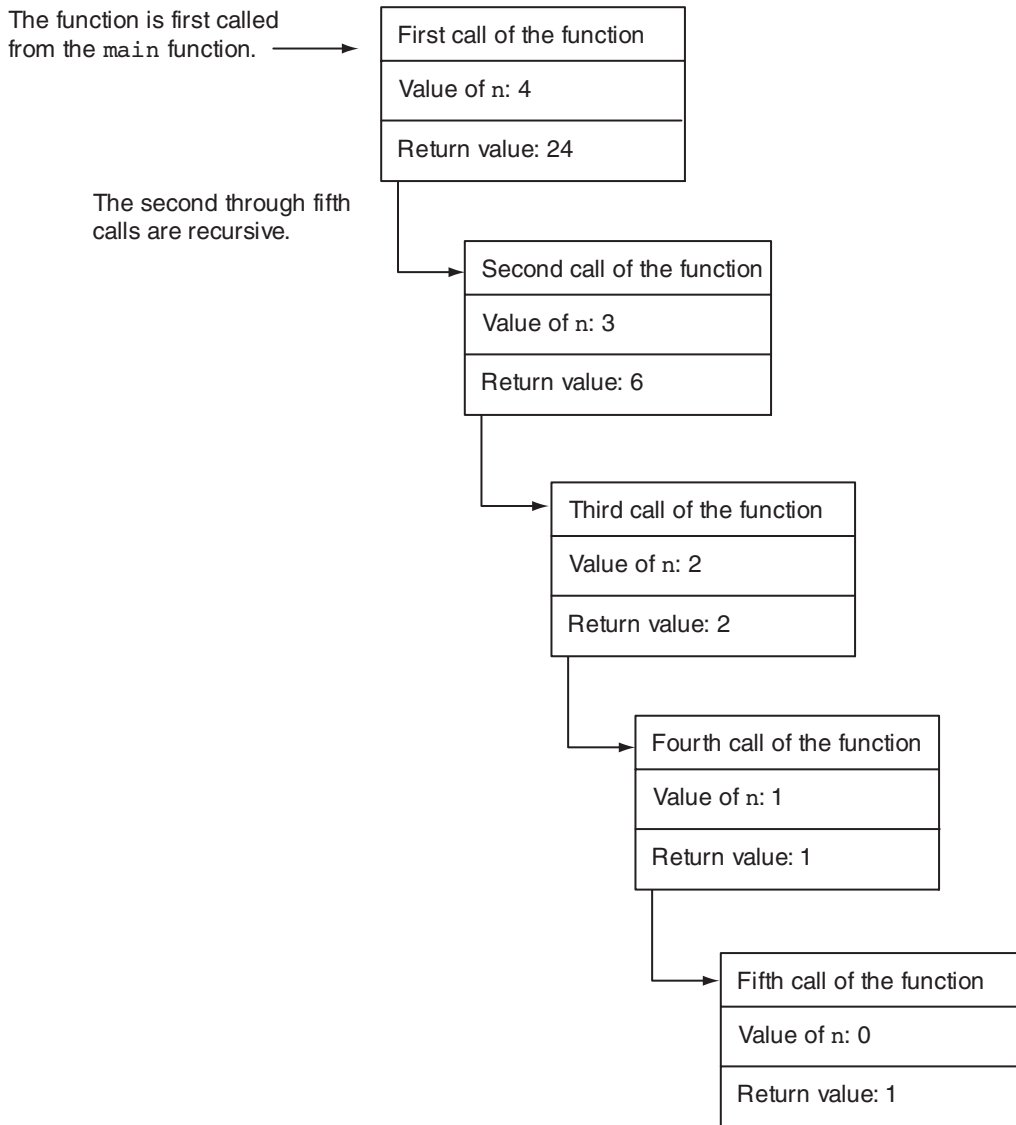 The function is first called
from the main function.
First call of the function
Value of n: 4
Return value: 24
The second through fifth
calls are recursive.
Second call of the function
Value of n: 3
Return value: 6
Third call of the function
Value of n: 2
Return value: 2
Fourth call of the function
Value of n: 1
Return value: 1
Fifth call of the function
Value of n: 0
Return value: 1